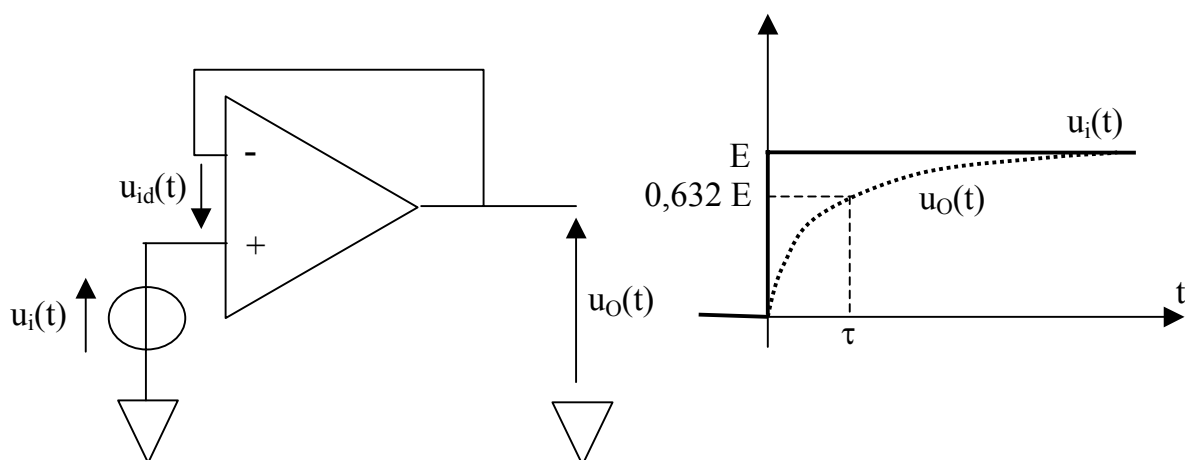 -
u_id(t)
+
u_i(t)
u_O(t)
u_i(t)
E
0,632 E
u_O(t)
t
τ